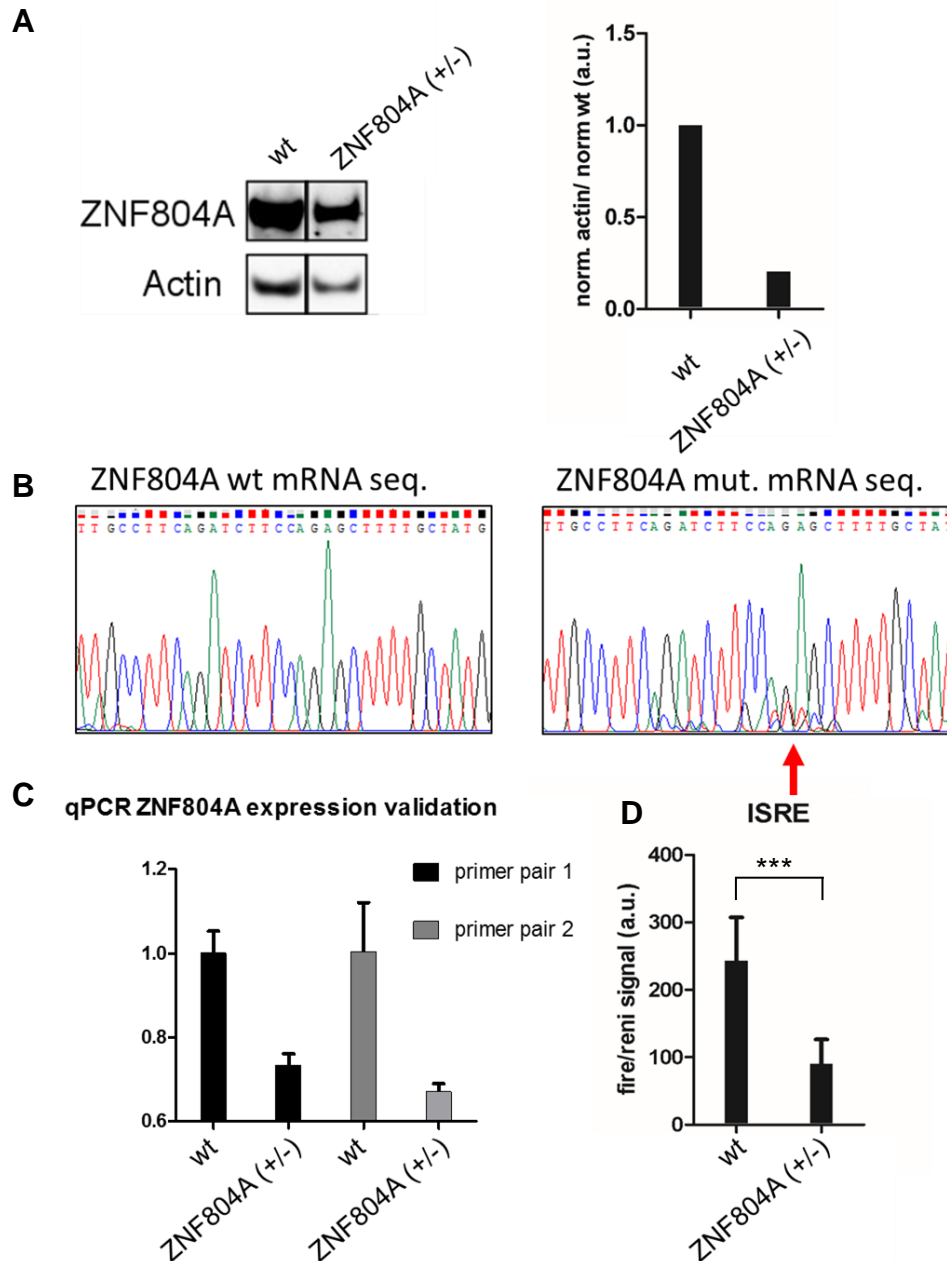 A
wt
ZNF804A (+/-)
ZNF804A
Actin
norm. actin/ norm wt (a.u.)
1.5
1.0
0.5
0.0
wt
ZNF804A (+/-)
B
ZNF804A wt mRNA seq.
TTGCCTTCAGATCTTCCAGAGCTTTTGCTATG
ZNF804A mut. mRNA seq.
TTGCCTTCAGATCTTCCAGAGCTTTTGCTAT
C
qPCR ZNF804A expression validation
1.2
1.0
0.8
0.6
primer pair 1
primer pair 2
wt
ZNF804A (+/-)
wt
ZNF804A (+/-)
D
ISRE
fire/reni signal (a.u.)
400
300
200
100
0
***
wt
ZNF804A (+/-)